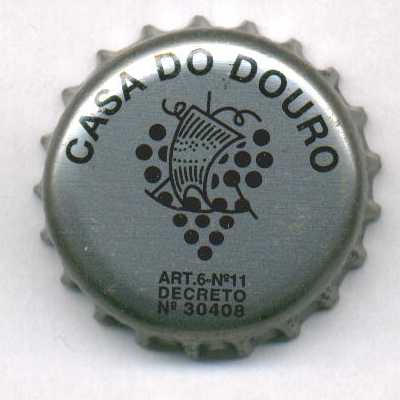 CASA DO DOURO
ART.6-Nº11
DECRETO
Nº 30408